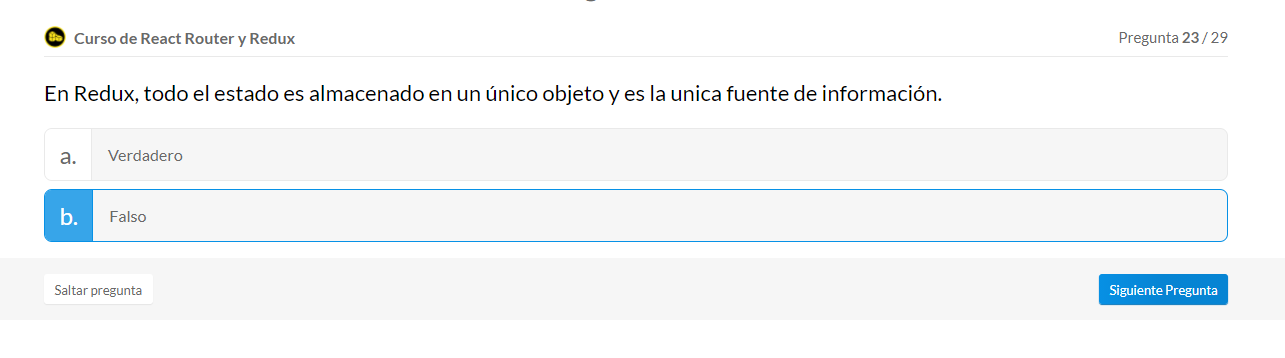 Curso de React Router y Redux
Pregunta 23 / 29
En Redux, todo el estado es almacenado en un único objeto y es la unica fuente de información.
a. Verdadero
b. Falso
Saltar pregunta
Siguiente Pregunta